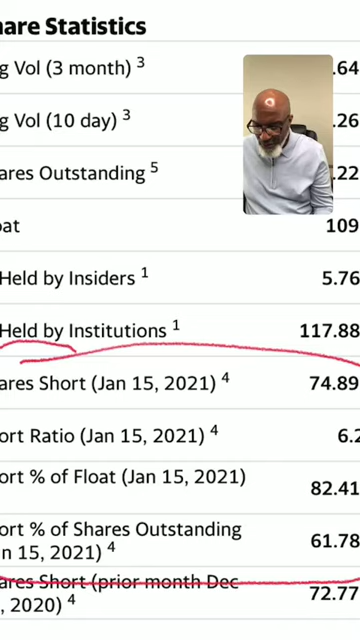 hare Statistics
g Vol (3 month) 3
.64
g Vol (10 day) 3
.26
ares Outstanding 5
.22
oat
109
Held by Insiders 1
5.76
Held by Institutions 1
117.88
ares Short (Jan 15, 2021) 4
74.89
ort Ratio (Jan 15, 2021) 4
6.2
ort % of Float (Jan 15, 2021)
4
82.41
ort % of Shares Outstanding
n 15, 2021) 4
61.78
ares Short (prior month Dec
, 2020) 4
72.77